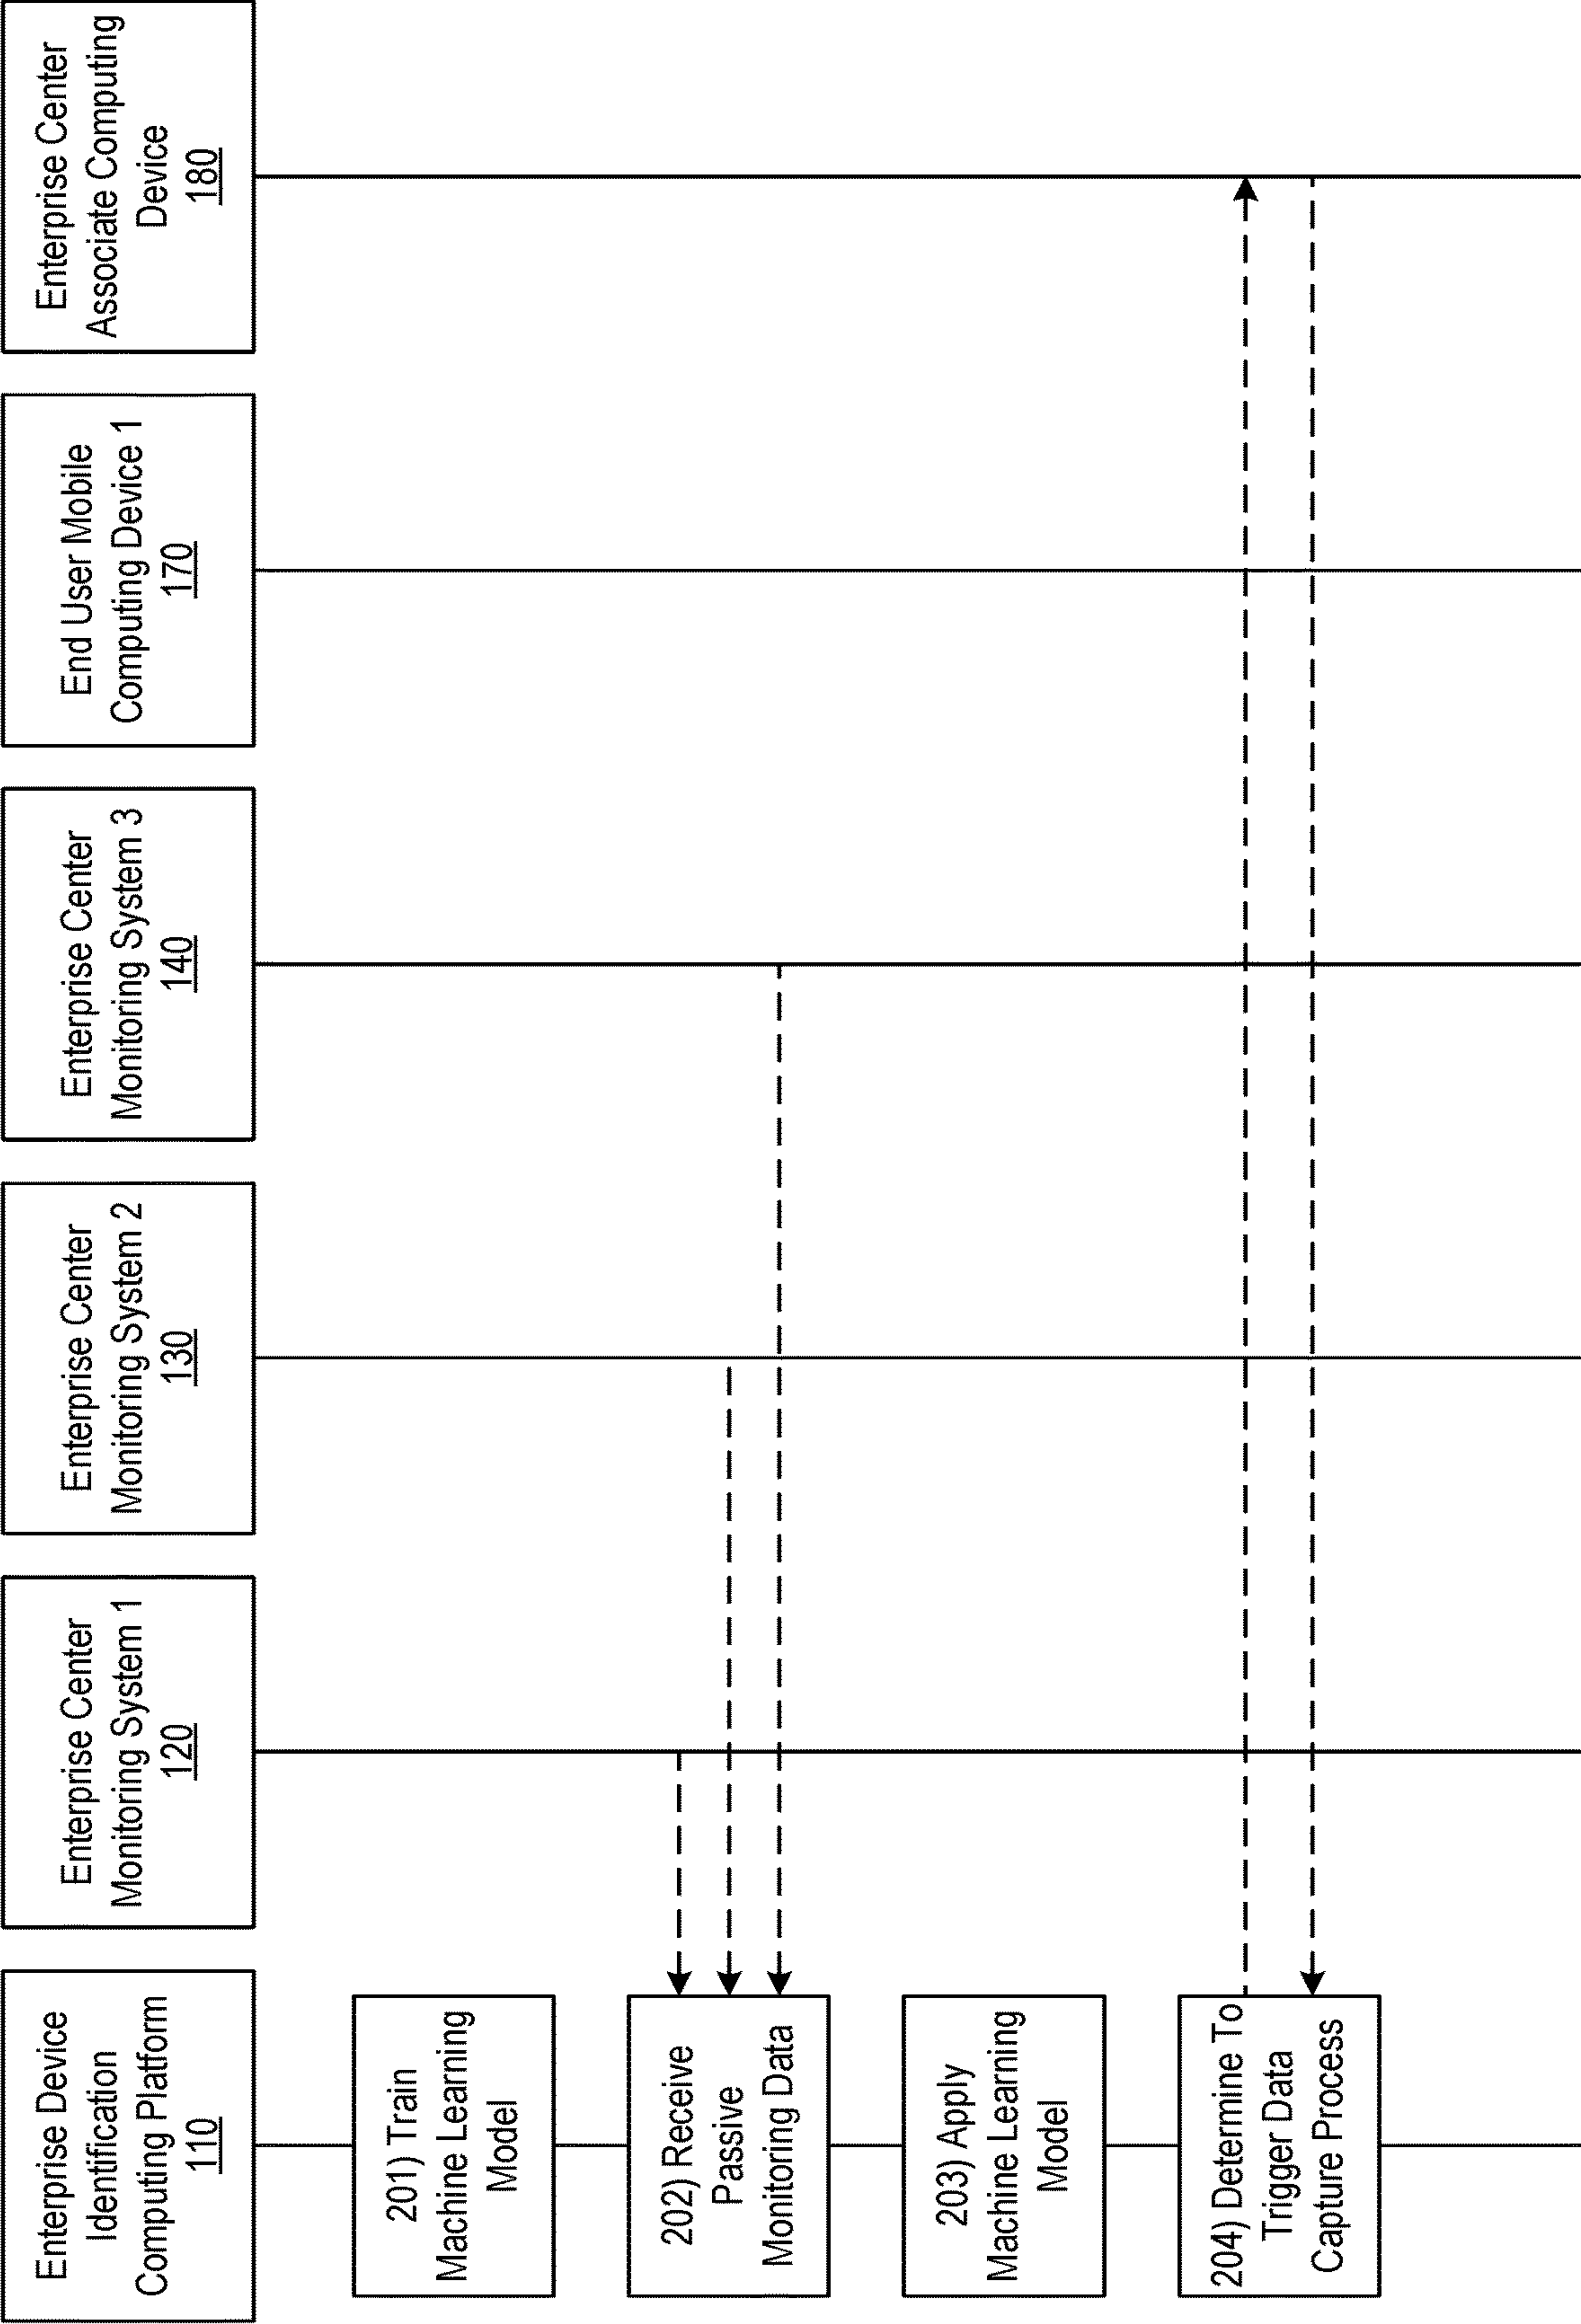 Enterprise Device
Identification
Computing Platform
110
Enterprise Center
Monitoring System 1
120
Enterprise Center
Monitoring System 2
130
Enterprise Center
Monitoring System 3
140
End User Mobile
Computing Device 1
170
Enterprise Center
Associate Computing
Device
180
201) Train
Machine Learning
Model
202) Receive
Passive
Monitoring Data
203) Apply
Machine Learning
Model
204) Determine To
Trigger Data
Capture Process